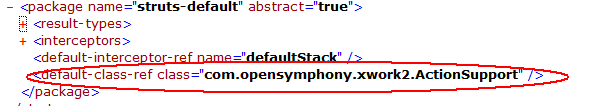 - <package name="struts-default" abstract="true">
+ <result-types>
+ <interceptors>
<default-interceptor-ref name="defaultStack" />
<default-class-ref class="com.opensymphony.xwork2.ActionSupport" />
</package>